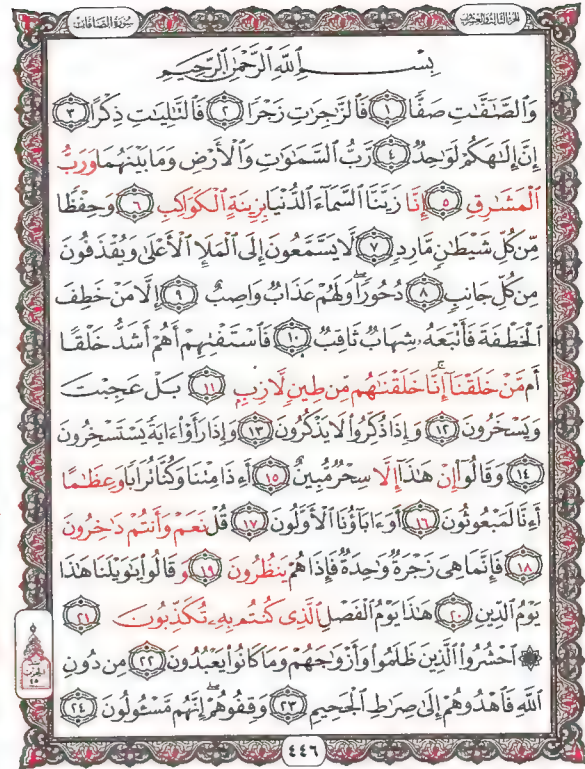 الجزء الثالث والعشرون
سورة الصافات
بِسْمِ ٱللَّهِ ٱلرَّحْمَٰنِ ٱلرَّحِيمِ
وَٱلصَّٰٓفَّٰتِ صَفًّا ١ فَٱلزَّٰجِرَٰتِ زَجْرًا ٢ فَٱلتَّٰلِيَٰتِ ذِكْرًا ٣
إِنَّ إِلَٰهَكُمْ لَوَٰحِدٌ ٤ رَّبُّ ٱلسَّمَٰوَٰتِ وَٱلْأَرْضِ وَمَا بَيْنَهُمَا وَرَبُّ
ٱلْمَشَٰرِقِ ٥ إِنَّا زَيَّنَّا ٱلسَّمَآءَ ٱلدُّنْيَا بِزِينَةٍ ٱلْكَوَاكِبِ ٦ وَحِفْظًا
مِّن كُلِّ شَيْطَٰنٍ مَّارِدٍ ٧ لَّا يَسَّمَّعُونَ إِلَى ٱلْمَلَإِ ٱلْأَعْلَىٰ وَيُقْذَفُونَ
مِن كُلِّ جَانِبٍ ٨ دُحُورًا ۖ وَلَهُمْ عَذَابٌ وَاصِبٌ ٩ إِلَّا مَنْ خَطِفَ
ٱلْخَطْفَةَ فَأَتْبَعَهُۥ شِهَابٌ ثَاقِبٌ ١٠ فَٱسْتَفْتِهِمْ أَهُمْ أَشَدُّ خَلْقًا
أَم مَّنْ خَلَقْنَآ ۚ إِنَّا خَلَقْنَٰهُم مِّن طِينٍ لَّازِبٍۭ ١١ بَلْ عَجِبْتَ
وَيَسْخَرُونَ ١٢ وَإِذَا ذُكِّرُوا۟ لَا يَذْكُرُونَ ١٣ وَإِذَا رَأَوْا۟ ءَايَةً يَسْتَسْخِرُونَ
١٤ وَقَالُوٓا۟ إِنْ هَٰذَآ إِلَّا سِحْرٌ مُّبِينٌ ١٥ أَءِذَا مِتْنَا وَكُنَّا تُرَابًا وَعِظَٰمًا
أَءِنَّا لَمَبْعُوثُونَ ١٦ أَوَءَابَآؤُنَا ٱلْأَوَّلُونَ ١٧ قُلْ نَعَمْ وَأَنتُمْ دَٰخِرُونَ
١٨ فَإِنَّمَا هِىَ زَجْرَةٌ وَٰحِدَةٌ فَإِذَا هُمْ يَنظُرُونَ ١٩ وَقَالُوا۟ يَٰوَيْلَنَا هَٰذَا
يَوْمُ ٱلدِّينِ ٢٠ هَٰذَا يَوْمُ ٱلْفَصْلِ ٱلَّذِى كُنتُم بِهِۦ تُكَذِّبُونَ ٢١
۞ ٱحْشُرُوا۟ ٱلَّذِينَ ظَلَمُوا۟ وَأَزْوَٰجَهُمْ وَمَا كَانُوا۟ يَعْبُدُونَ ٢٢ مِن دُونِ
ٱللَّهِ فَٱهْدُوهُمْ إِلَىٰ صِرَٰطِ ٱلْجَحِيمِ ٢٣ وَقِفُوهُمْ ۖ إِنَّهُم مَّسْـُٔولُونَ ٢٤
٤٤٦